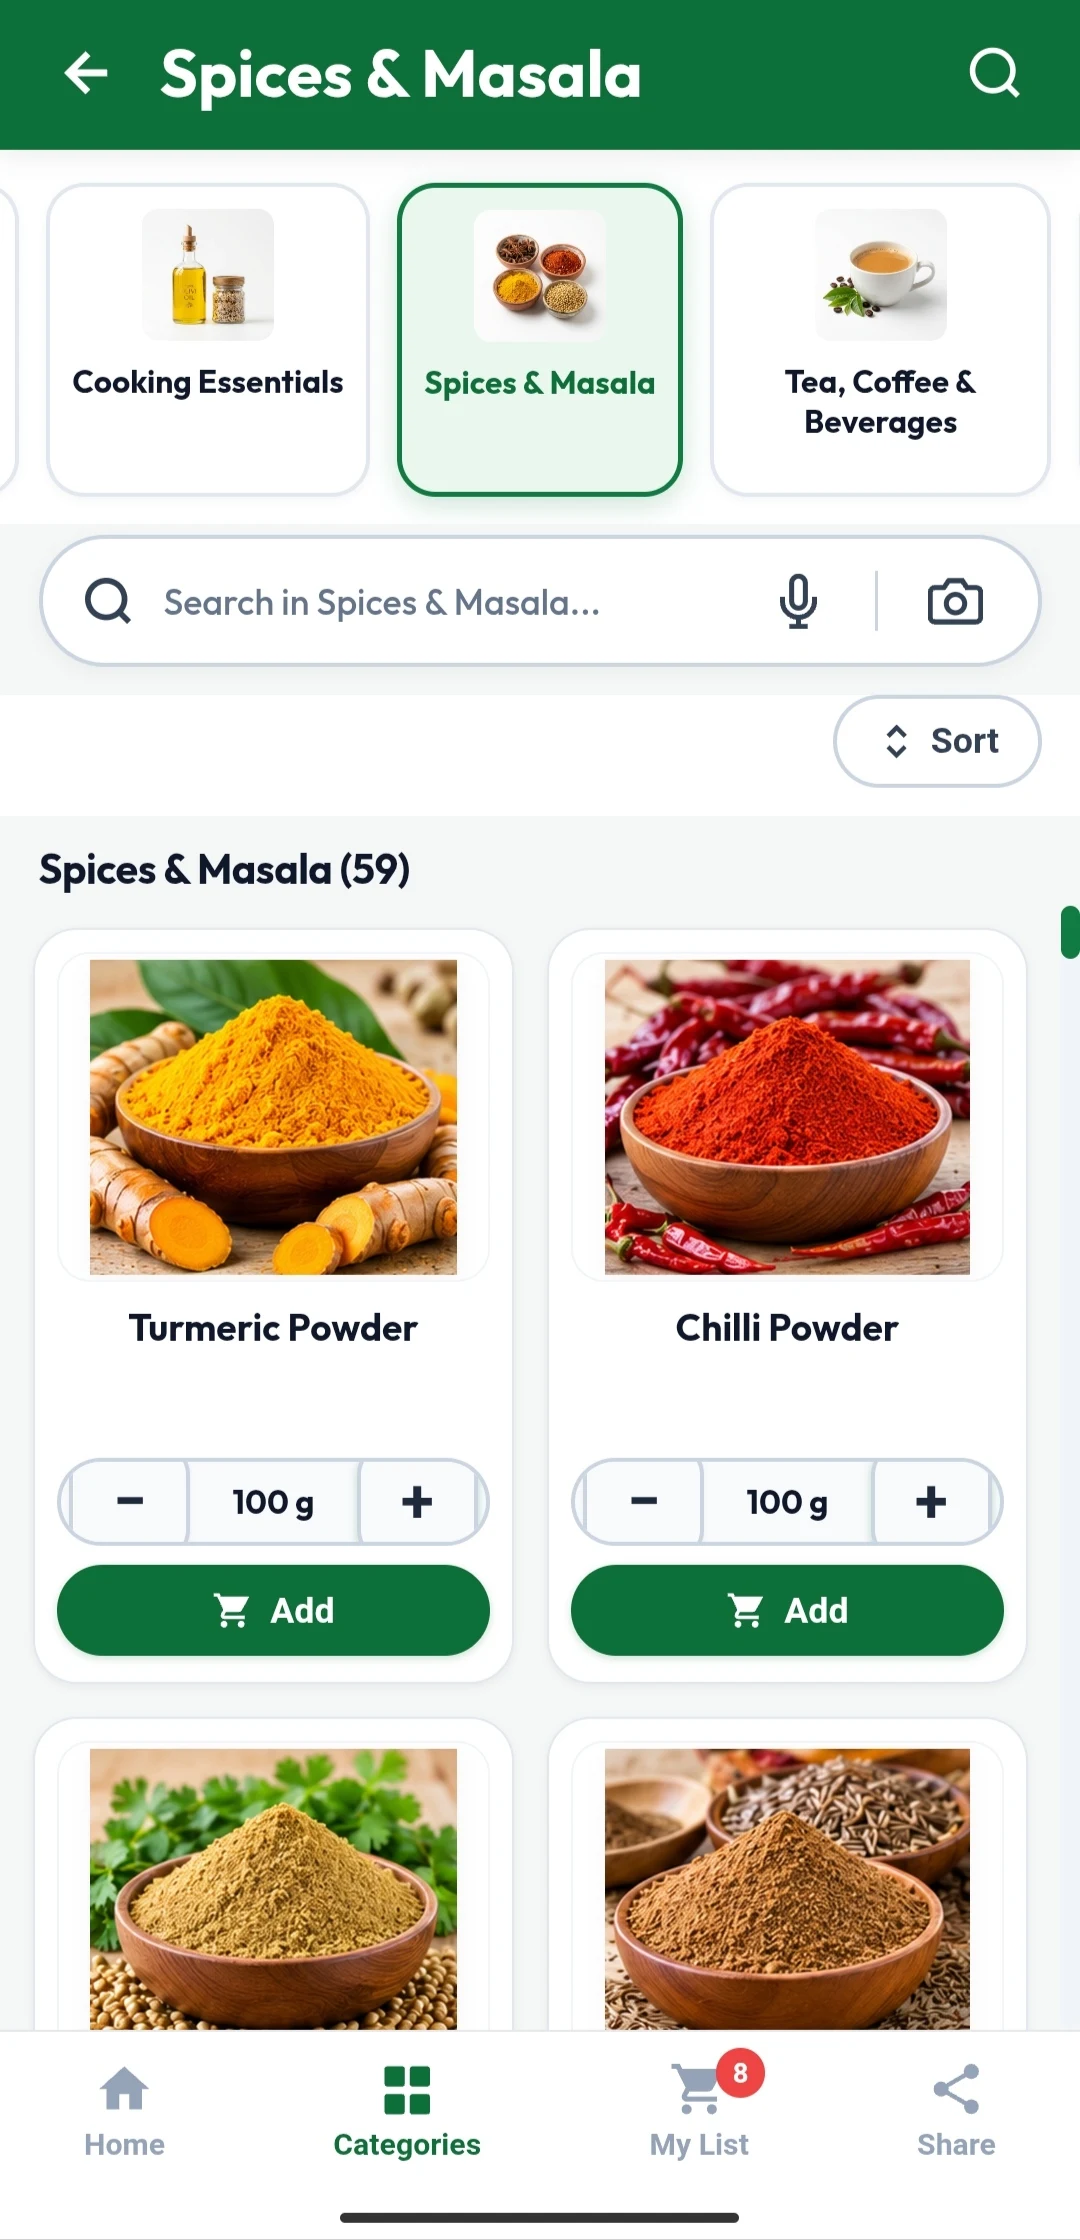 Spices & Masala
Cooking Essentials
Spices & Masala
Tea, Coffee &
Beverages
Search in Spices & Masala...
Sort
Spices & Masala (59)
Turmeric Powder
Chilli Powder
− 100 g +
− 100 g +
Add
Add
8
Home
Categories
My List
Share